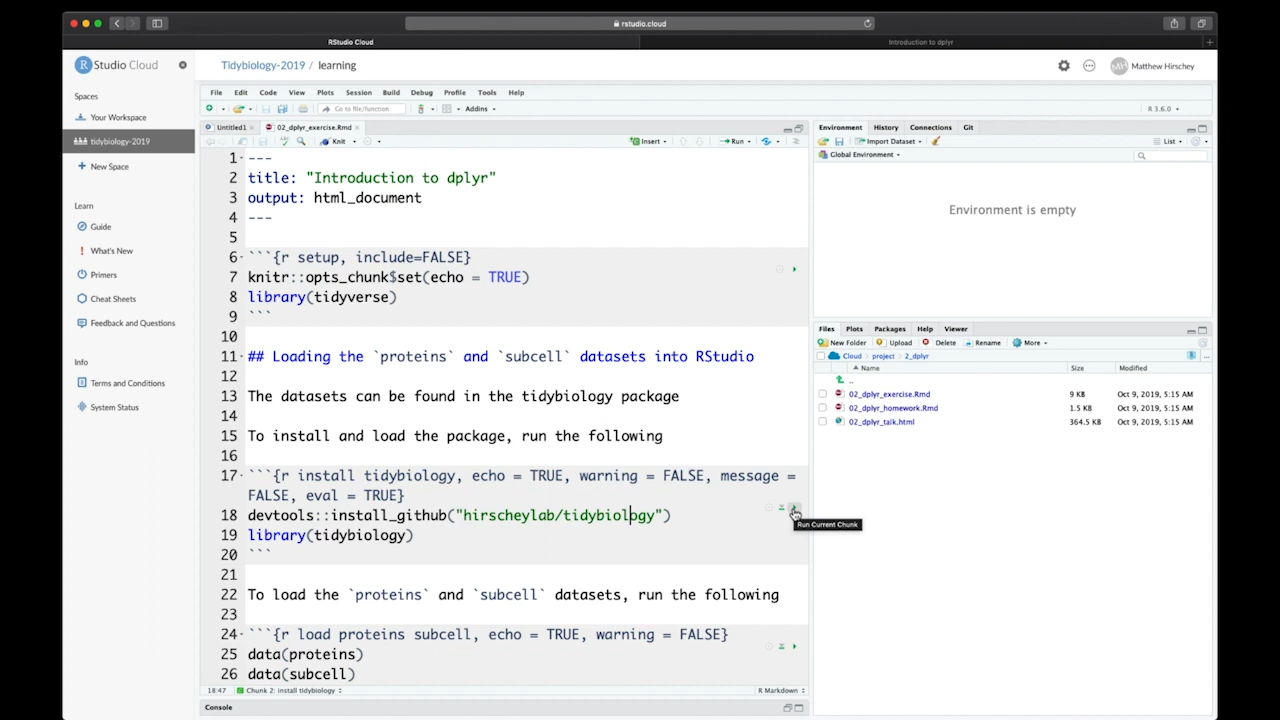 rstudio.cloud
RStudio Cloud
Introduction to dplyr
R Studio Cloud
Tidybiology-2019 / learning
Matthew Hirschey
Spaces
Your Workspace
tidybiology-2019
New Space
Learn
Guide
What's New
Primers
Cheat Sheets
Feedback and Questions
Info
Terms and Conditions
System Status
File Edit Code View Plots Session Build Debug Profile Tools Help
Go to file/function
Addins
R 3.6.0
Untitled1
02_dplyr_exercise.Rmd
Knit
Insert
Run
1 ---
2 title: "Introduction to dplyr"
3 output: html_document
4 ---
5
6 ```{r setup, include=FALSE}
7 knitr::opts_chunk$set(echo = TRUE)
8 library(tidyverse)
9 ```
10
11 ## Loading the `proteins` and `subcell` datasets into RStudio
12
13 The datasets can be found in the tidybiology package
14
15 To install and load the package, run the following
16
17 ```{r install tidybiology, echo = TRUE, warning = FALSE, message =
FALSE, eval = TRUE}
18 devtools::install_github("hirscheylab/tidybiology")
19 library(tidybiology)
20 ```
21
22 To load the `proteins` and `subcell` datasets, run the following
23
24 ```{r load proteins subcell, echo = TRUE, warning = FALSE}
25 data(proteins)
26 data(subcell)
Run Current Chunk
18:47 Chunk 2: install tidybiology
R Markdown
Console
Environment History Connections Git
Import Dataset
List
Global Environment
Environment is empty
Files Plots Packages Help Viewer
New Folder Upload Delete Rename More
Cloud project 2_dplyr
Name Size Modified
..
02_dplyr_exercise.Rmd 9 KB Oct 9, 2019, 5:15 AM
02_dplyr_homework.Rmd 1.5 KB Oct 9, 2019, 5:15 AM
02_dplyr_talk.html 364.5 KB Oct 9, 2019, 5:15 AM